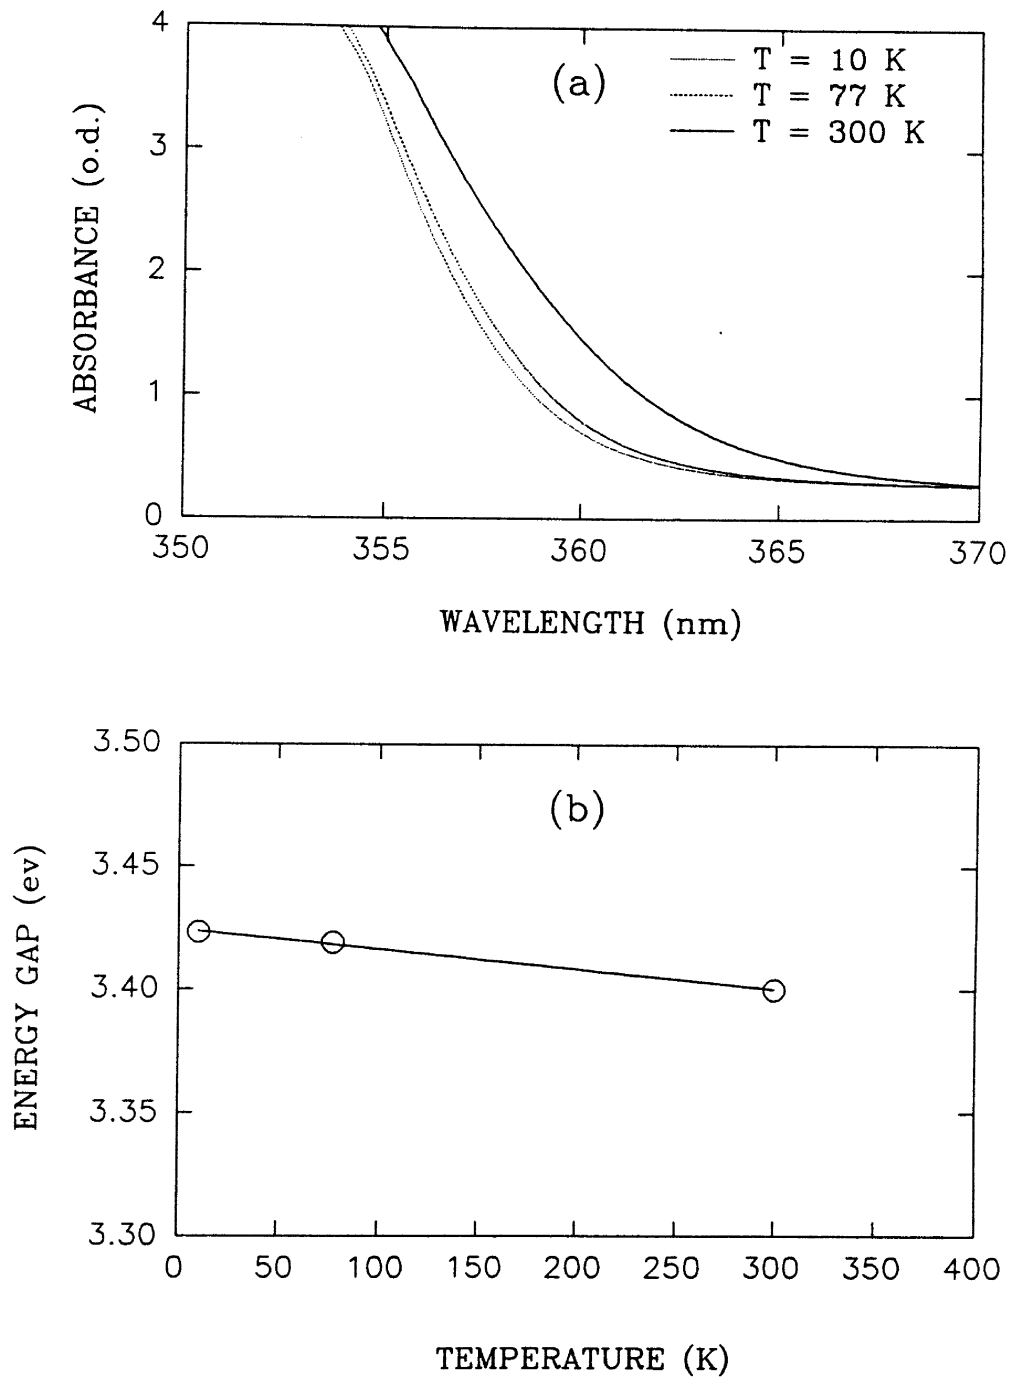 4
3
2
1
0
ABSORBANCE (o.d.)
(a)
T = 10 K
T = 77 K
T = 300 K
350 355 360 365 370
WAVELENGTH (nm)
3.50
3.45
3.40
3.35
3.30
ENERGY GAP (ev)
(b)
0 50 100 150 200 250 300 350 400
TEMPERATURE (K)